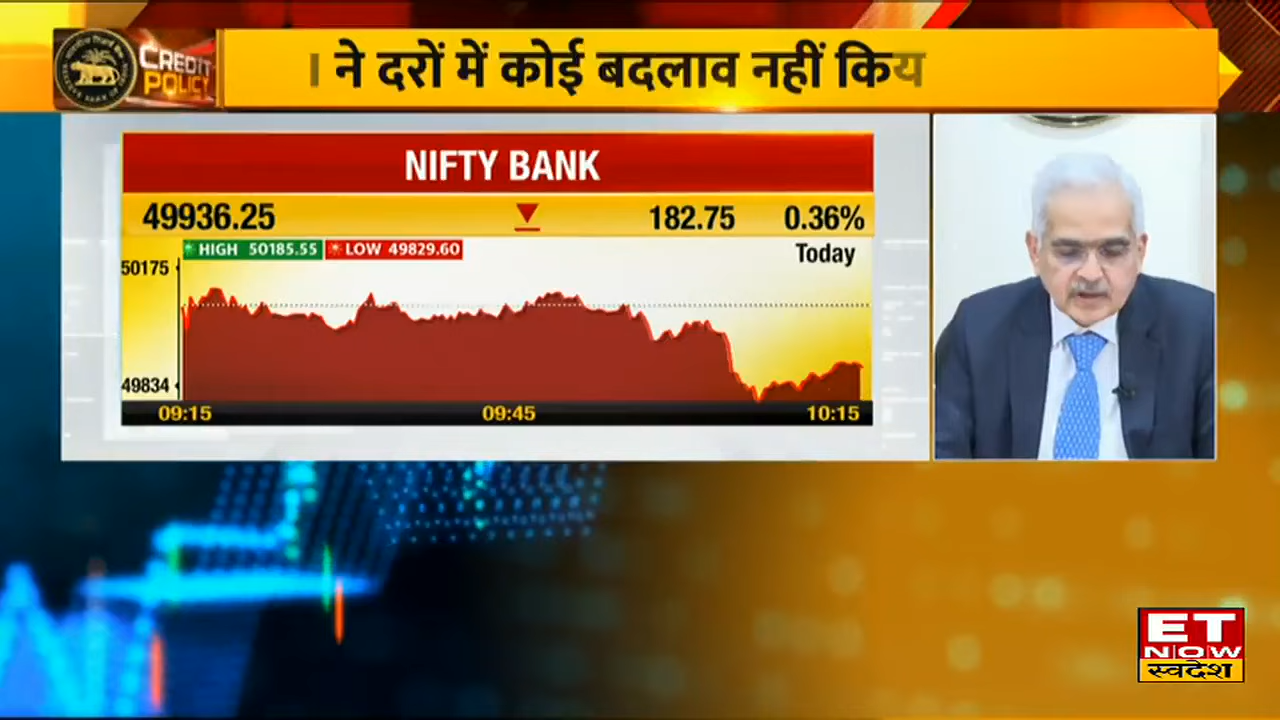 CREDIT
POLICY
ने दरों में कोई बदलाव नहीं किय
NIFTY BANK
49936.25 182.75 0.36%
HIGH 50185.55 LOW 49829.60 Today
50175
49834
09:15 09:45 10:15
ET
NOW
स्वदेश